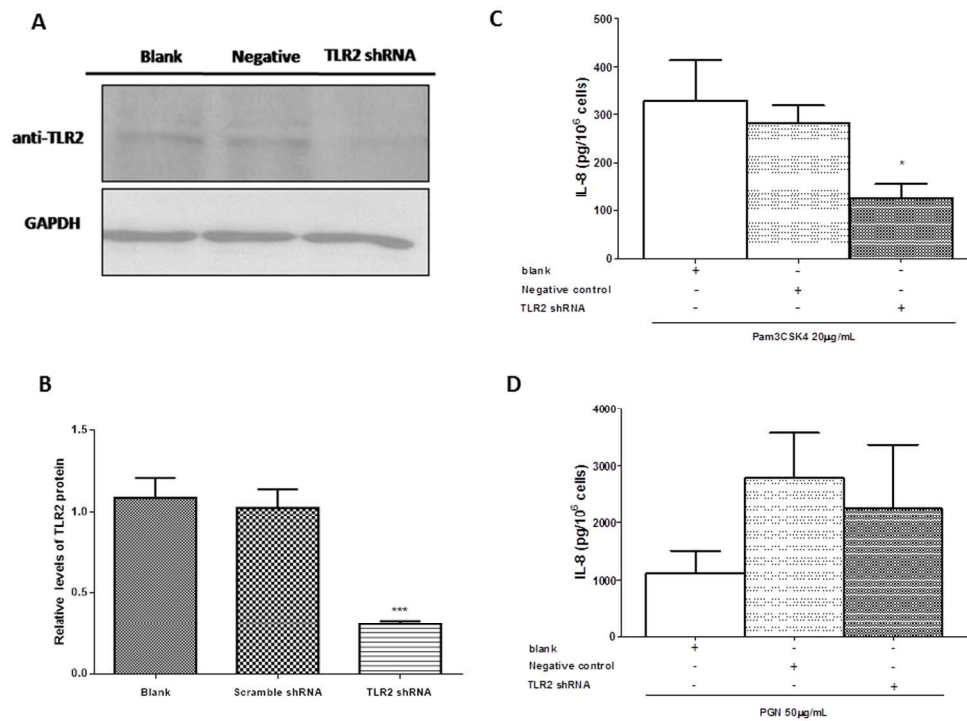 A
Blank Negative TLR2 shRNA
anti-TLR2
GAPDH
B
Relative levels of TLR2 protein
1.5
1.0
0.5
0.0
***
Blank Scramble shRNA TLR2 shRNA
C
IL-8 (pg/10⁶ cells)
500
400
300
200
100
0
*
blank + - -
Negative control - + -
TLR2 shRNA - - +
Pam3CSK4 20µg/mL
D
IL-8 (pg/10⁶ cells)
4000
3000
2000
1000
0
blank + - -
Negative control - + -
TLR2 shRNA - - +
PGN 50µg/mL